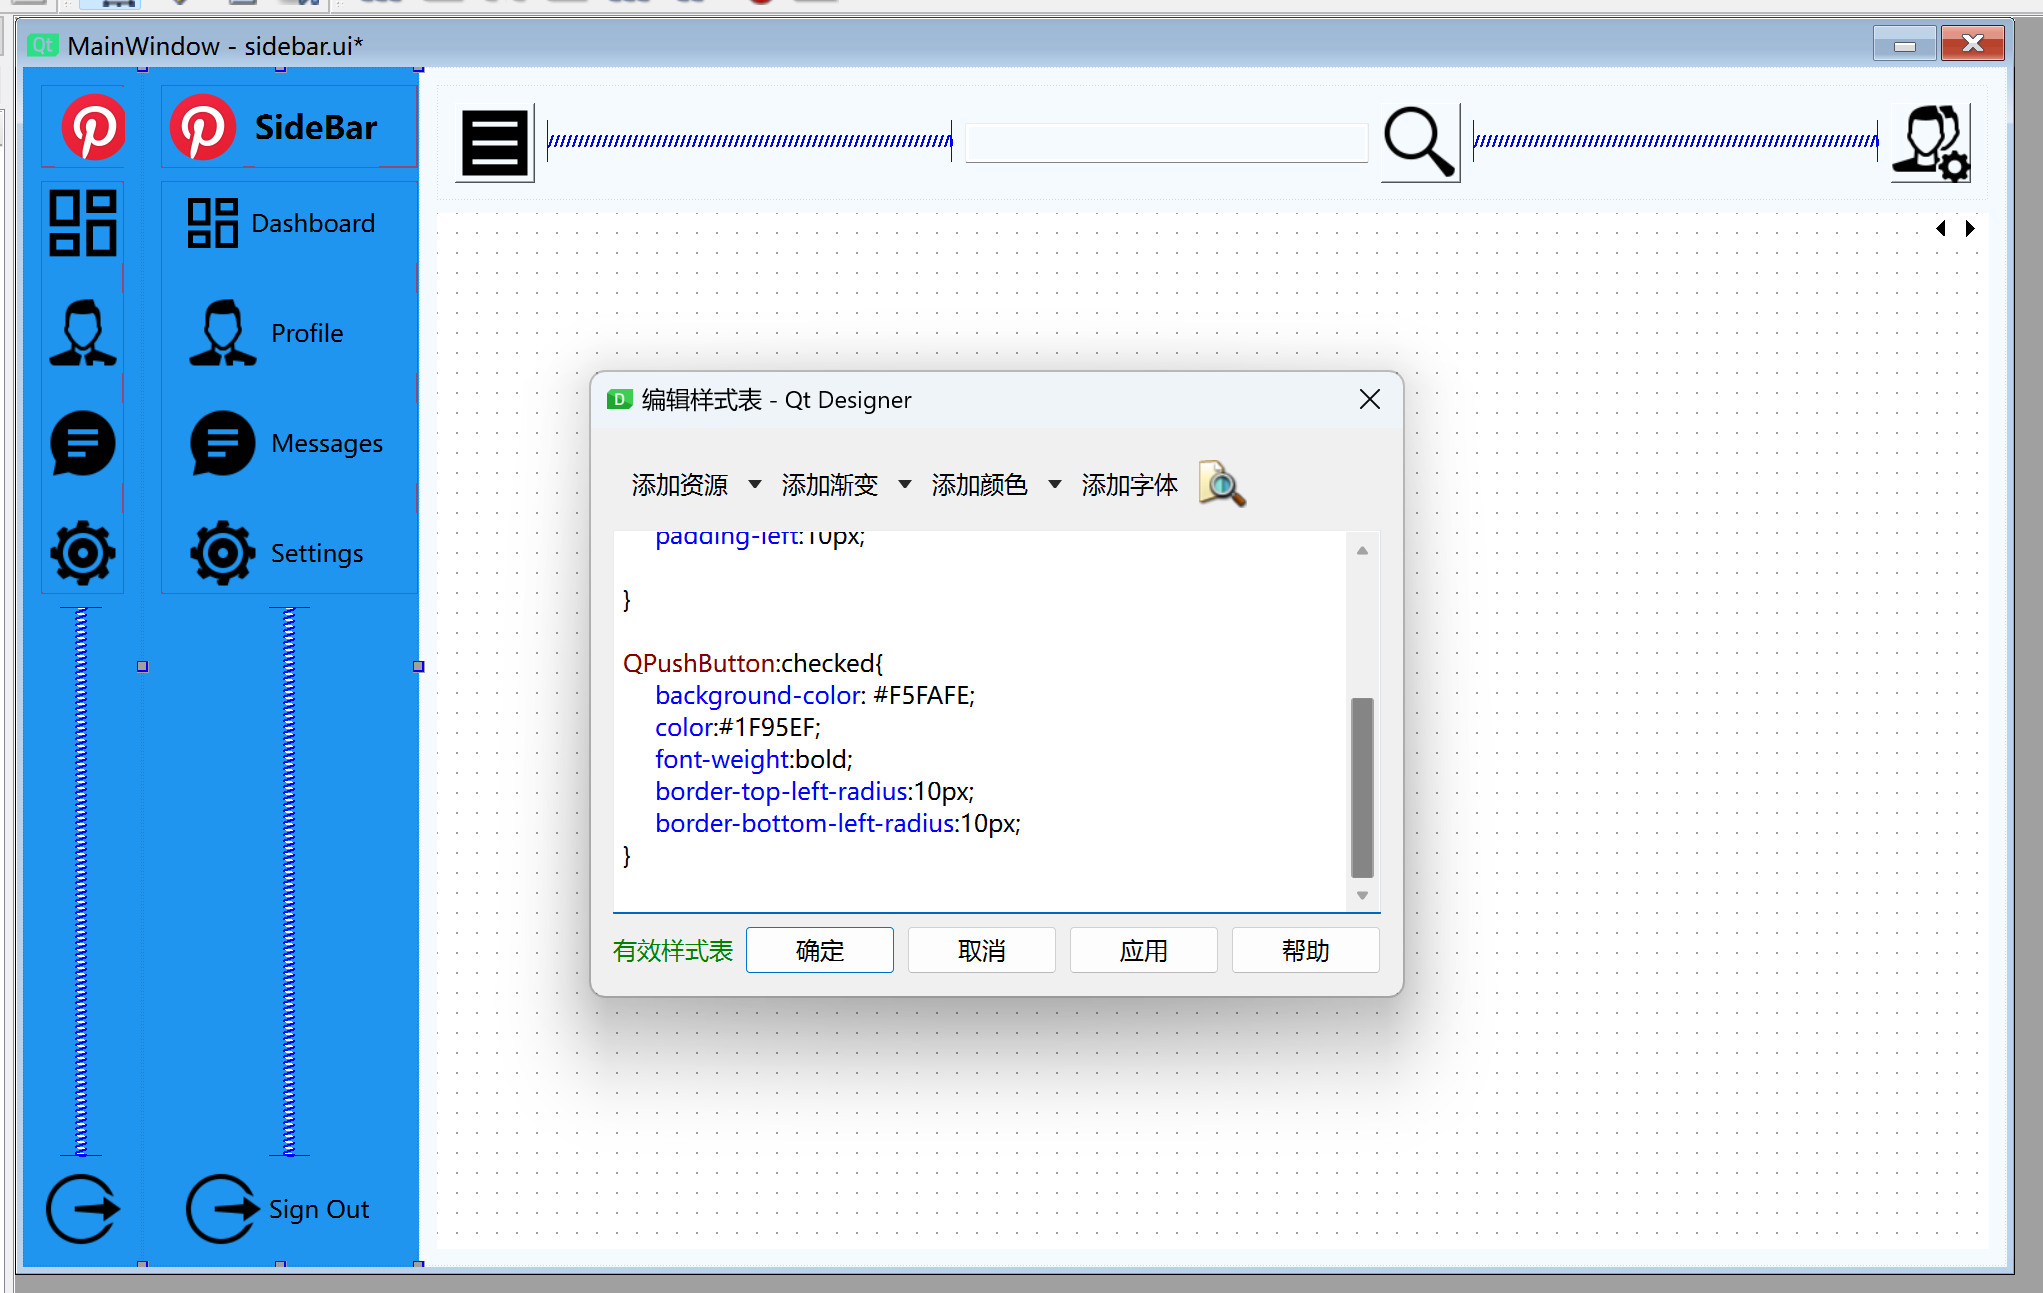 MainWindow - sidebar.ui*
SideBar
Dashboard
Profile
Messages
Settings
Sign Out
编辑样式表 - Qt Designer
添加资源 添加渐变 添加颜色 添加字体
padding-left:10px;
}
QPushButton:checked{
background-color: #F5FAFE;
color:#1F95EF;
font-weight:bold;
border-top-left-radius:10px;
border-bottom-left-radius:10px;
}
有效样式表 确定 取消 应用 帮助